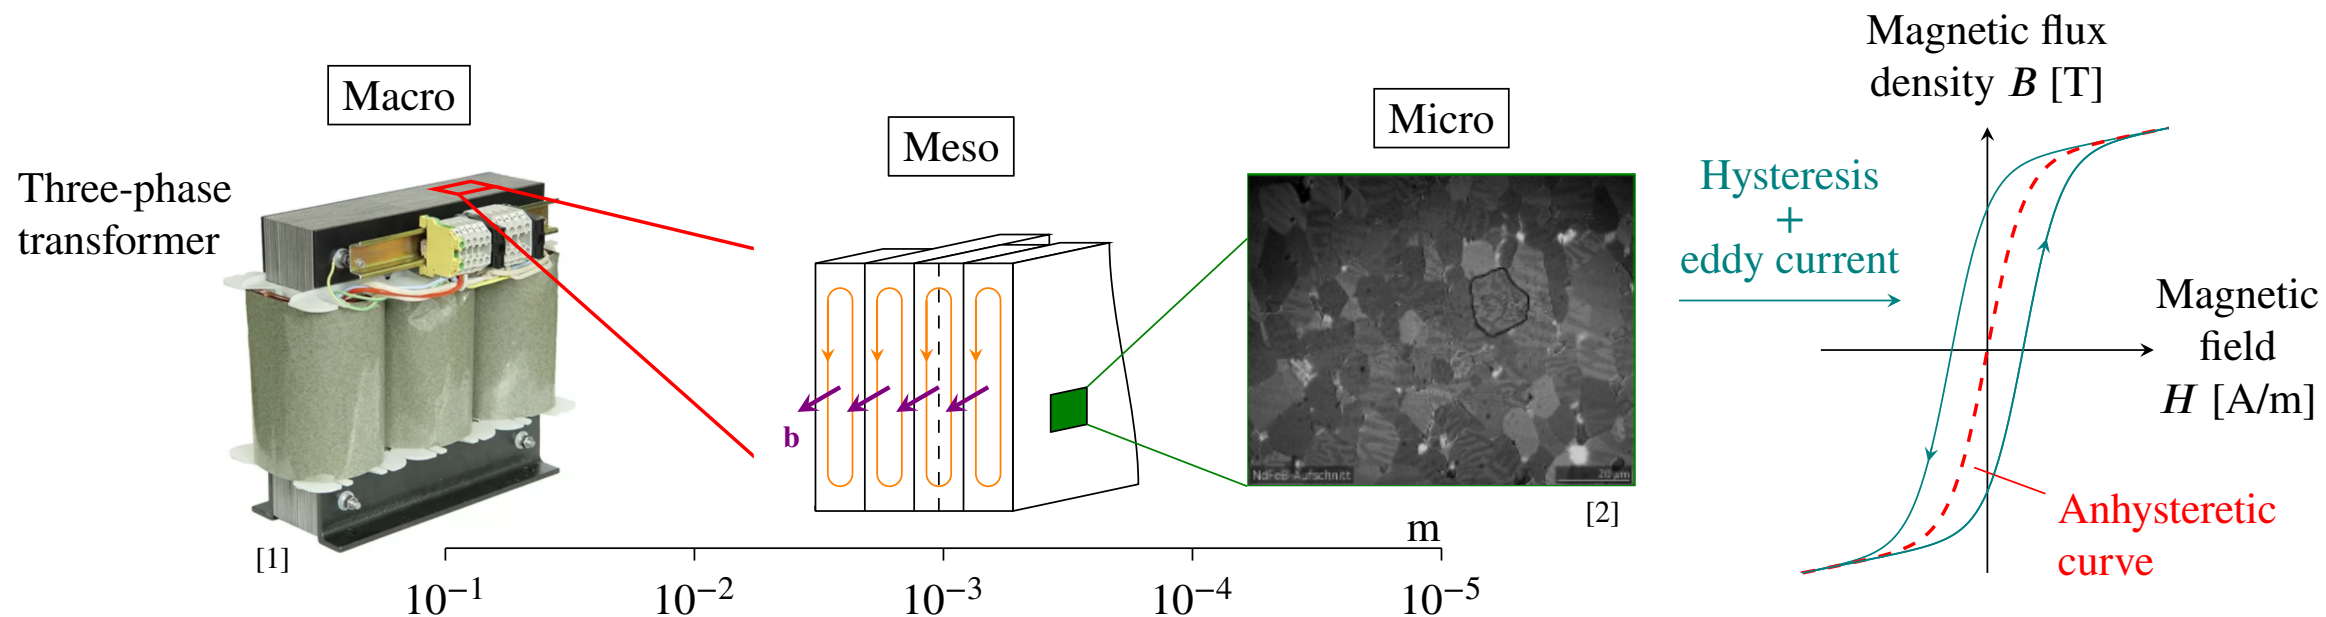 Macro
Three-phase
transformer
[1]
Meso
b
Micro
NdFeB-Aufschnitt
20 µm
[2]
m
10−1
10−2
10−3
10−4
10−5
Hysteresis
+
eddy current
Magnetic flux
density B [T]
Magnetic
field
H [A/m]
Anhysteretic
curve